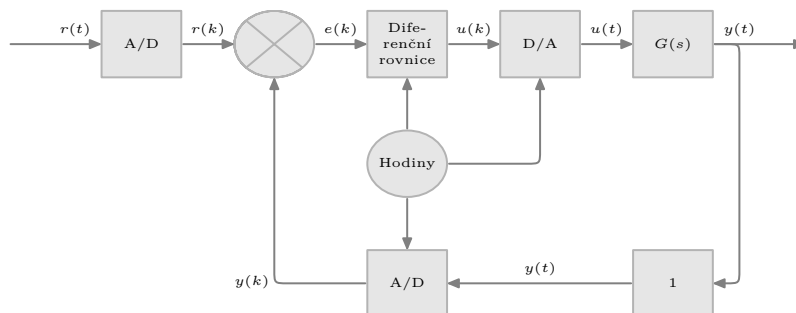 r(t)
A/D
r(k)
e(k)
Dife-
renční
rovnice
u(k)
D/A
u(t)
G(s)
y(t)
Hodiny
y(k)
A/D
y(t)
1